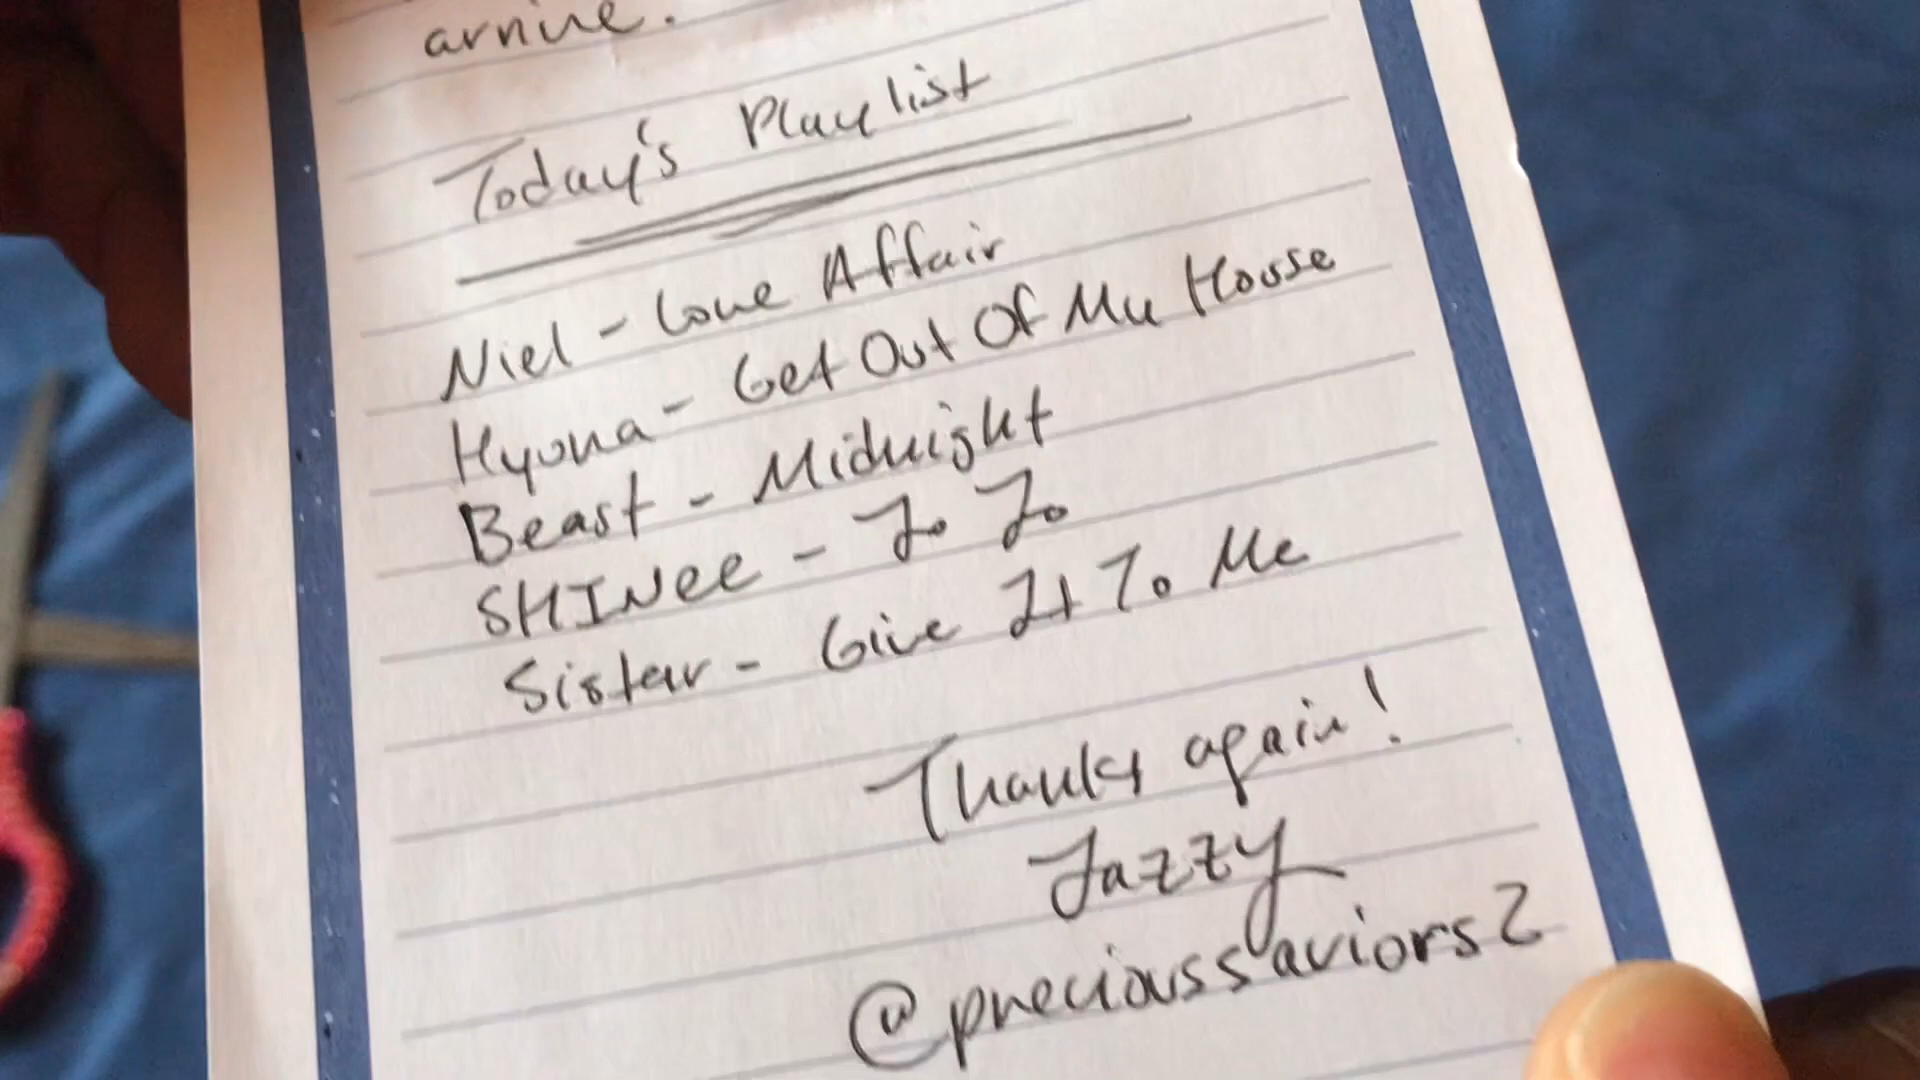 arrive.
Today's Playlist
Niel - Love Affair
Hyuna - Get Out Of My House
Beast - Midnight
SHINee - Jo Jo
Sistar - Give It To Me
Thanks again!
Jazzy
@precioussaviors2